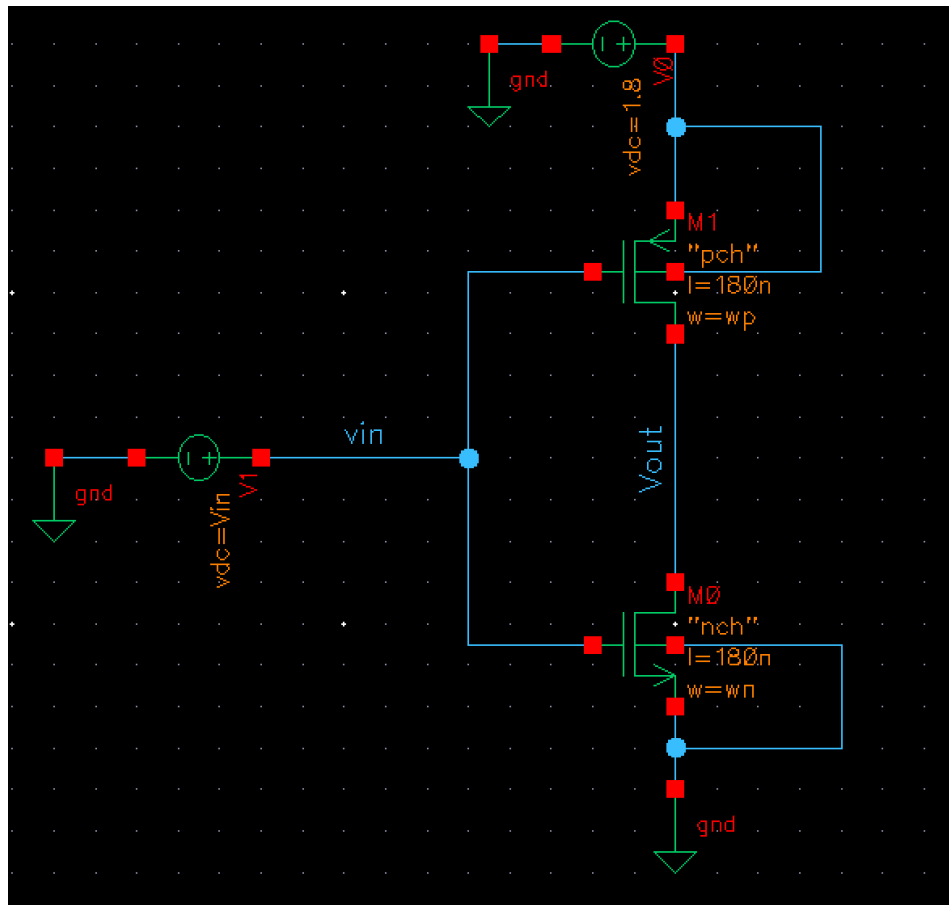 gnd
V0
vdc=1.8
M1
"pch"
l=180n
w=wp
vin
Vout
gnd
V1
vdc=Vin
M0
"nch"
l=180n
w=wn
gnd